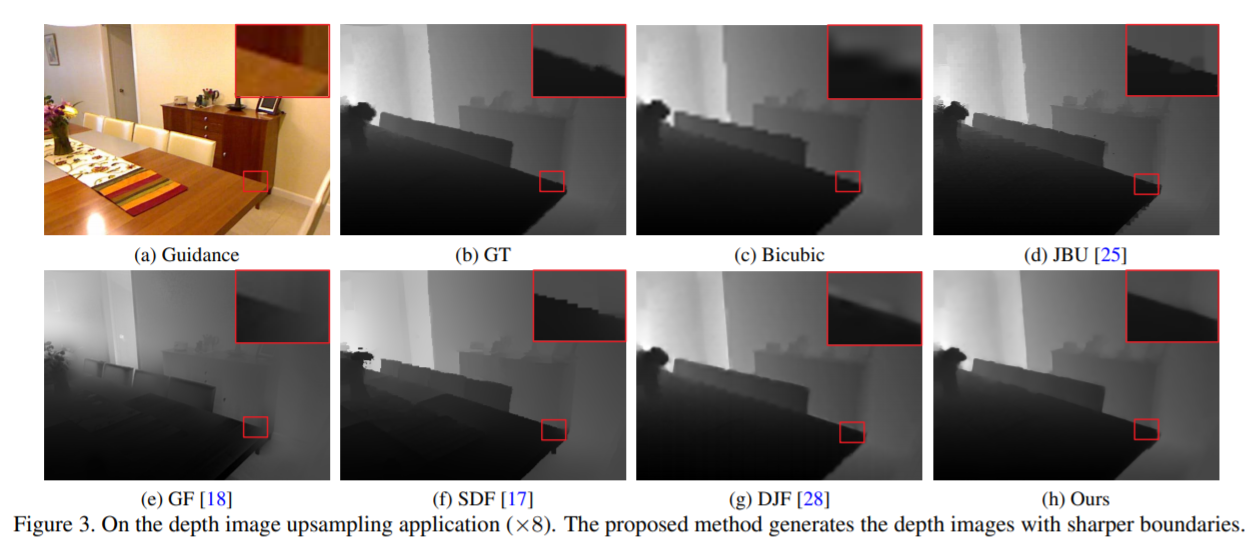 (a) Guidance
(b) GT
(c) Bicubic
(d) JBU [25]
(e) GF [18]
(f) SDF [17]
(g) DJF [28]
(h) Ours
Figure 3. On the depth image upsampling application (×8). The proposed method generates the depth images with sharper boundaries.